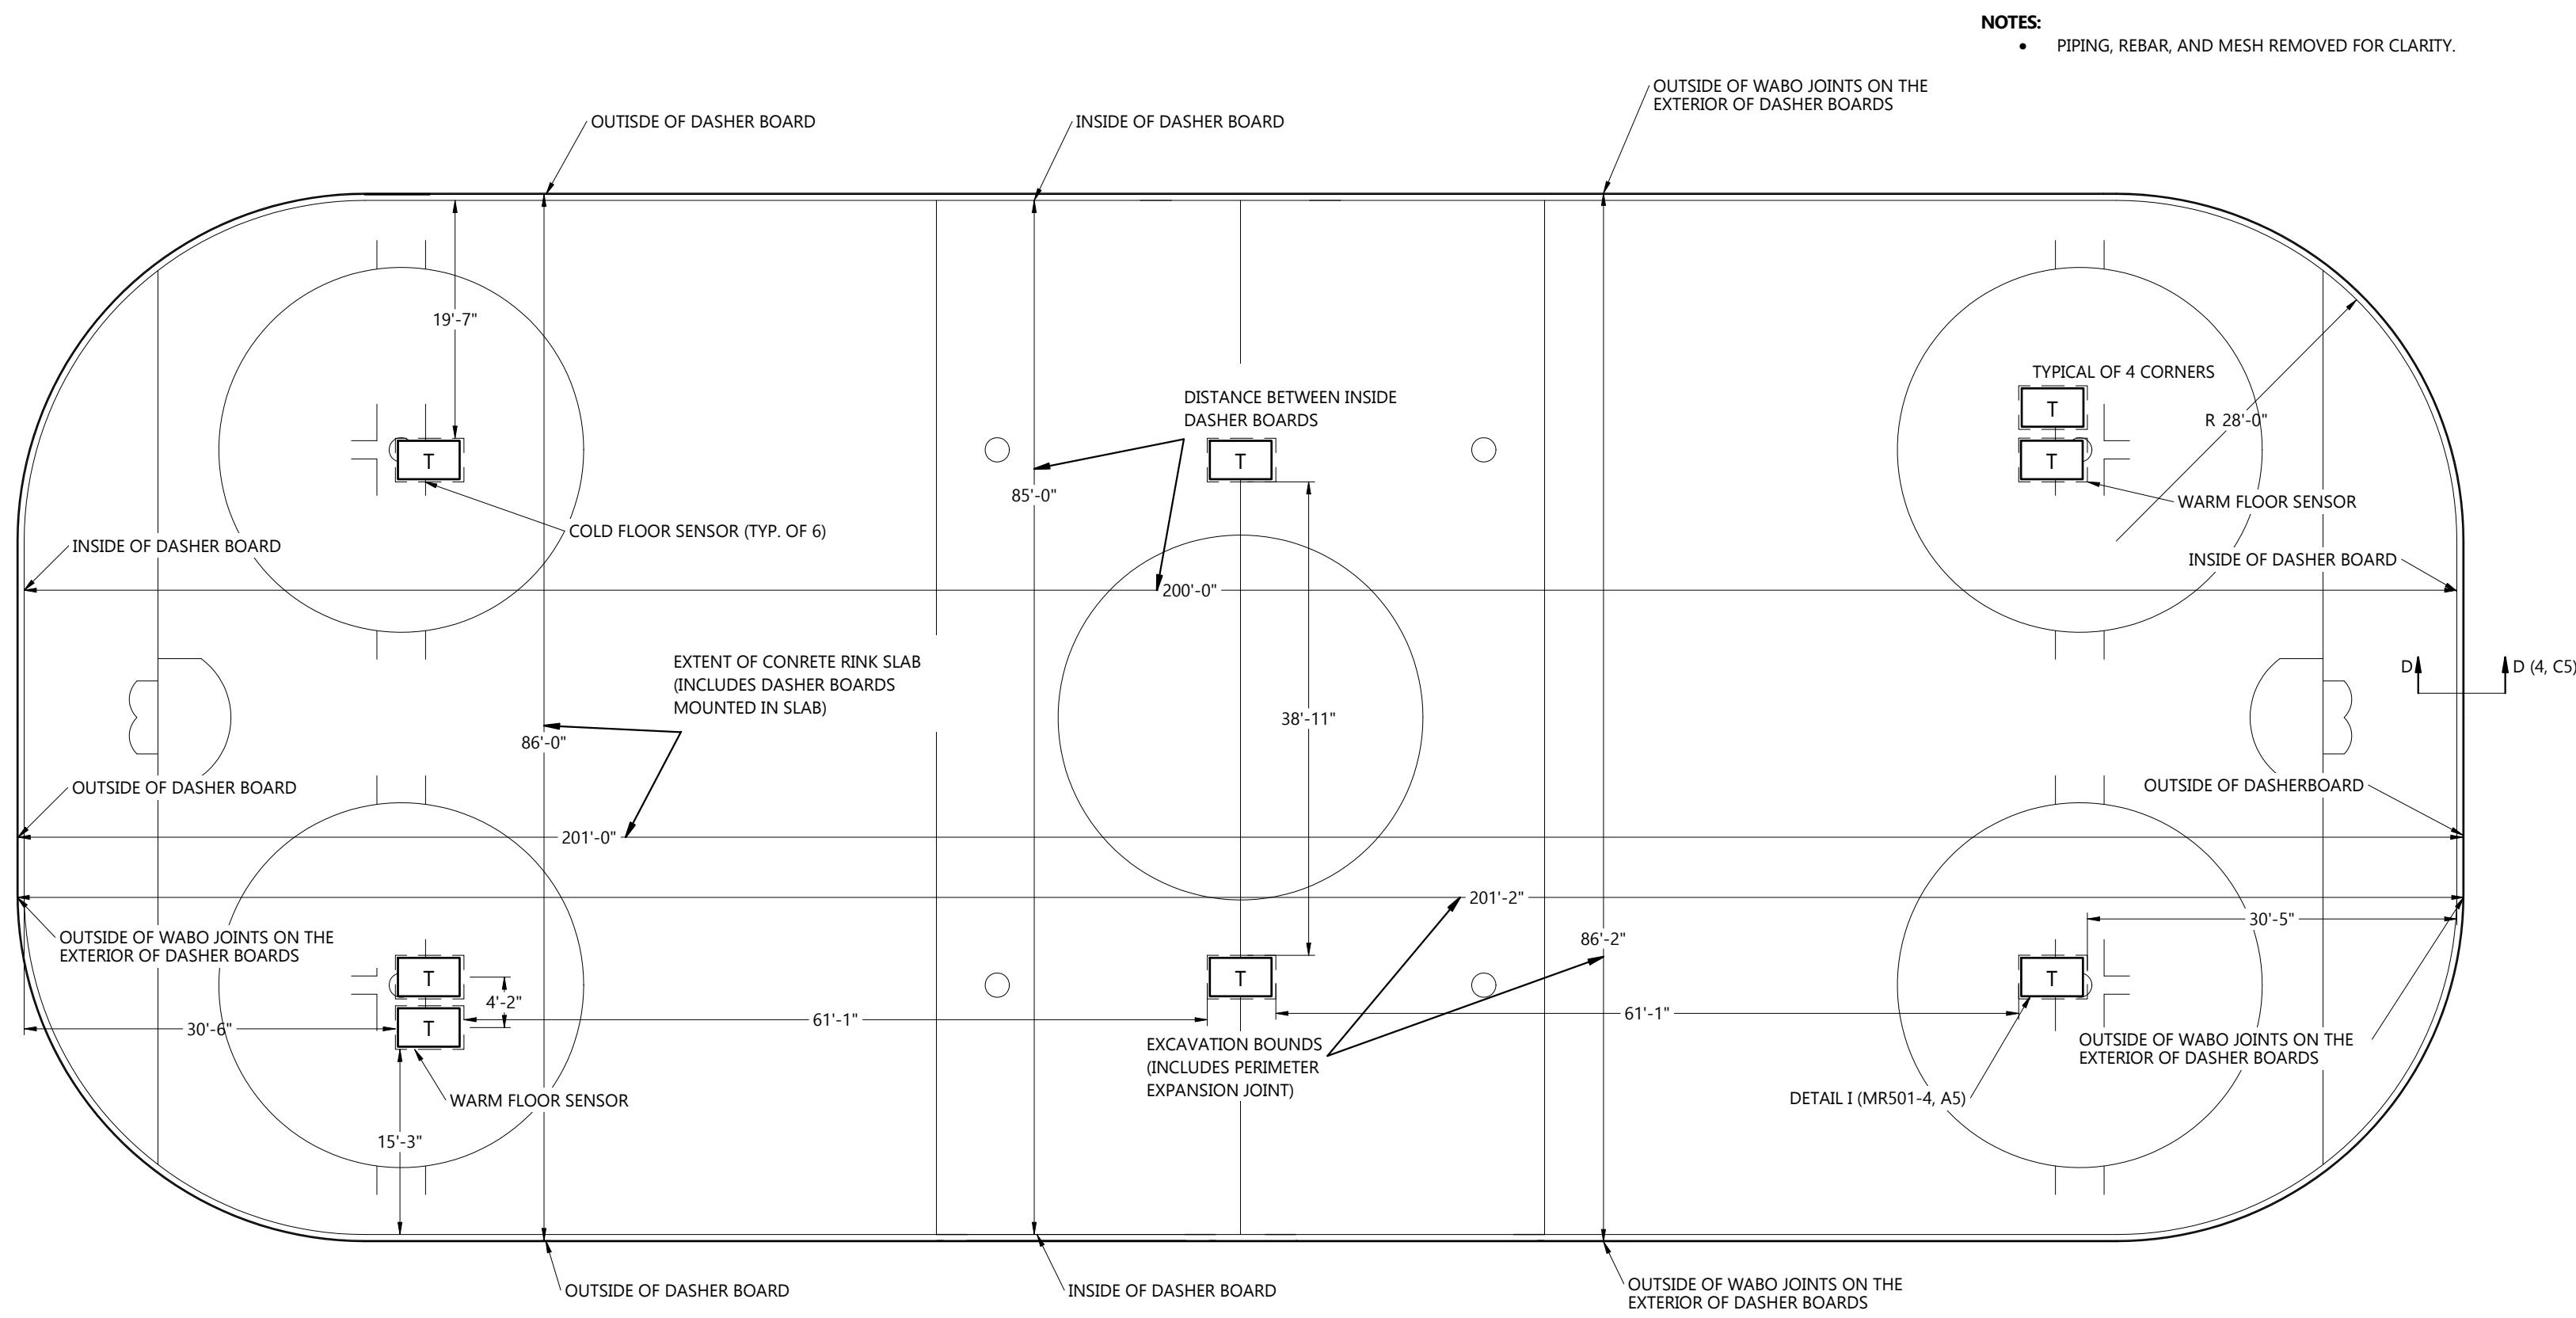 NOTES:
• PIPING, REBAR, AND MESH REMOVED FOR CLARITY.
OUTSIDE OF WABO JOINTS ON THE
EXTERIOR OF DASHER BOARDS
OUTISDE OF DASHER BOARD
INSIDE OF DASHER BOARD
19'-7"
TYPICAL OF 4 CORNERS
DISTANCE BETWEEN INSIDE
DASHER BOARDS
T
R 28'-0"
T
T
T
85'-0"
WARM FLOOR SENSOR
COLD FLOOR SENSOR (TYP. OF 6)
INSIDE OF DASHER BOARD
INSIDE OF DASHER BOARD
200'-0"
EXTENT OF CONRETE RINK SLAB
(INCLUDES DASHER BOARDS
MOUNTED IN SLAB)
D
D (4, C5)
38'-11"
86'-0"
OUTSIDE OF DASHER BOARD
OUTSIDE OF DASHERBOARD
201'-0"
201'-2"
30'-5"
OUTSIDE OF WABO JOINTS ON THE
EXTERIOR OF DASHER BOARDS
86'-2"
T
T
T
4'-2"
61'-1"
61'-1"
30'-6"
T
EXCAVATION BOUNDS
(INCLUDES PERIMETER
EXPANSION JOINT)
OUTSIDE OF WABO JOINTS ON THE
EXTERIOR OF DASHER BOARDS
WARM FLOOR SENSOR
DETAIL I (MR501-4, A5)
15'-3"
OUTSIDE OF DASHER BOARD
INSIDE OF DASHER BOARD
OUTSIDE OF WABO JOINTS ON THE
EXTERIOR OF DASHER BOARDS